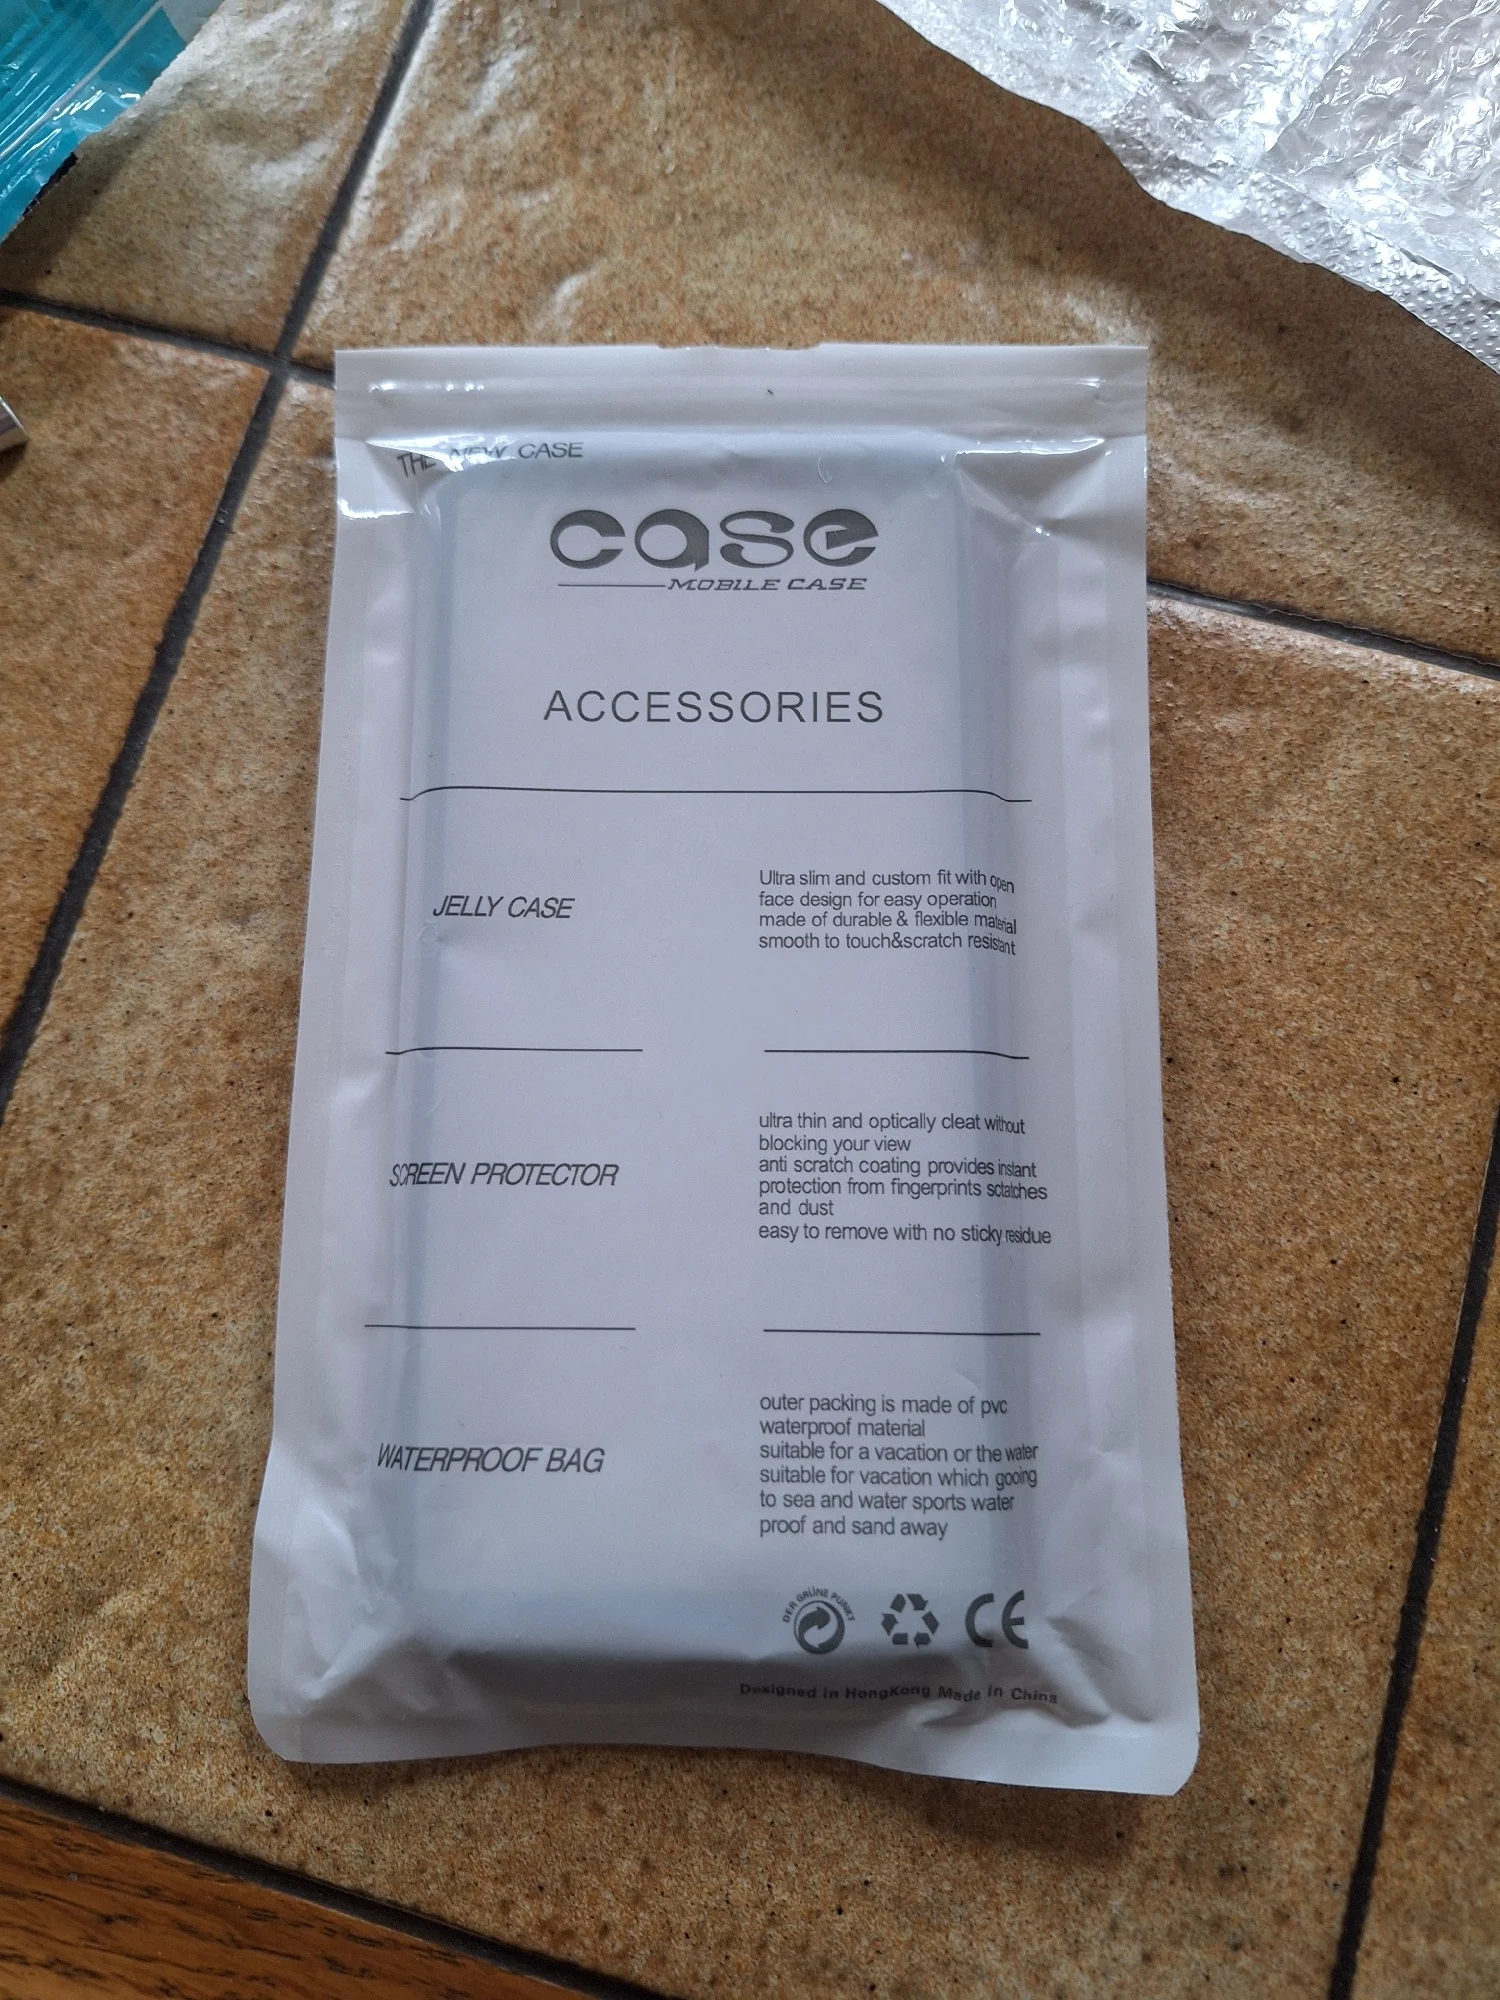 THE NEW CASE
case
MOBILE CASE
ACCESSORIES
JELLY CASE
Ultra slim and custom fit with open
face design for easy operation
made of durable & flexible material
smooth to touch&scratch resistant
SCREEN PROTECTOR
ultra thin and optically cleat without
blocking your view
anti scratch coating provides instant
protection from fingerprints sctatches
and dust
easy to remove with no sticky residue
WATERPROOF BAG
outer packing is made of pvc
waterproof material
suitable for a vacation or the water
suitable for vacation which gooing
to sea and water sports water
proof and sand away
DER GRÜNE PUNKT
CE
Designed in HongKong Made in China